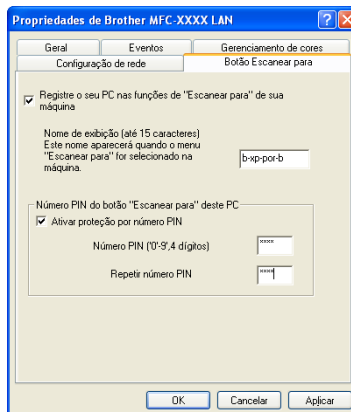 Propriedades de Brother MFC-XXXX LAN
Geral
Eventos
Gerenciamento de cores
Configuração de rede
Botão Escanear para
Registre o seu PC nas funções de "Escanear para" de sua
máquina
Nome de exibição (até 15 caracteres)
Este nome aparecerá quando o menu
"Escanear para" for selecionado na
máquina.
b-xp-por-b
Número PIN do botão "Escanear para" deste PC
Ativar proteção por número PIN
Número PIN ('0'-'9',4 dígitos)
××××
Repetir número PIN
××××
OK
Cancelar
Aplicar